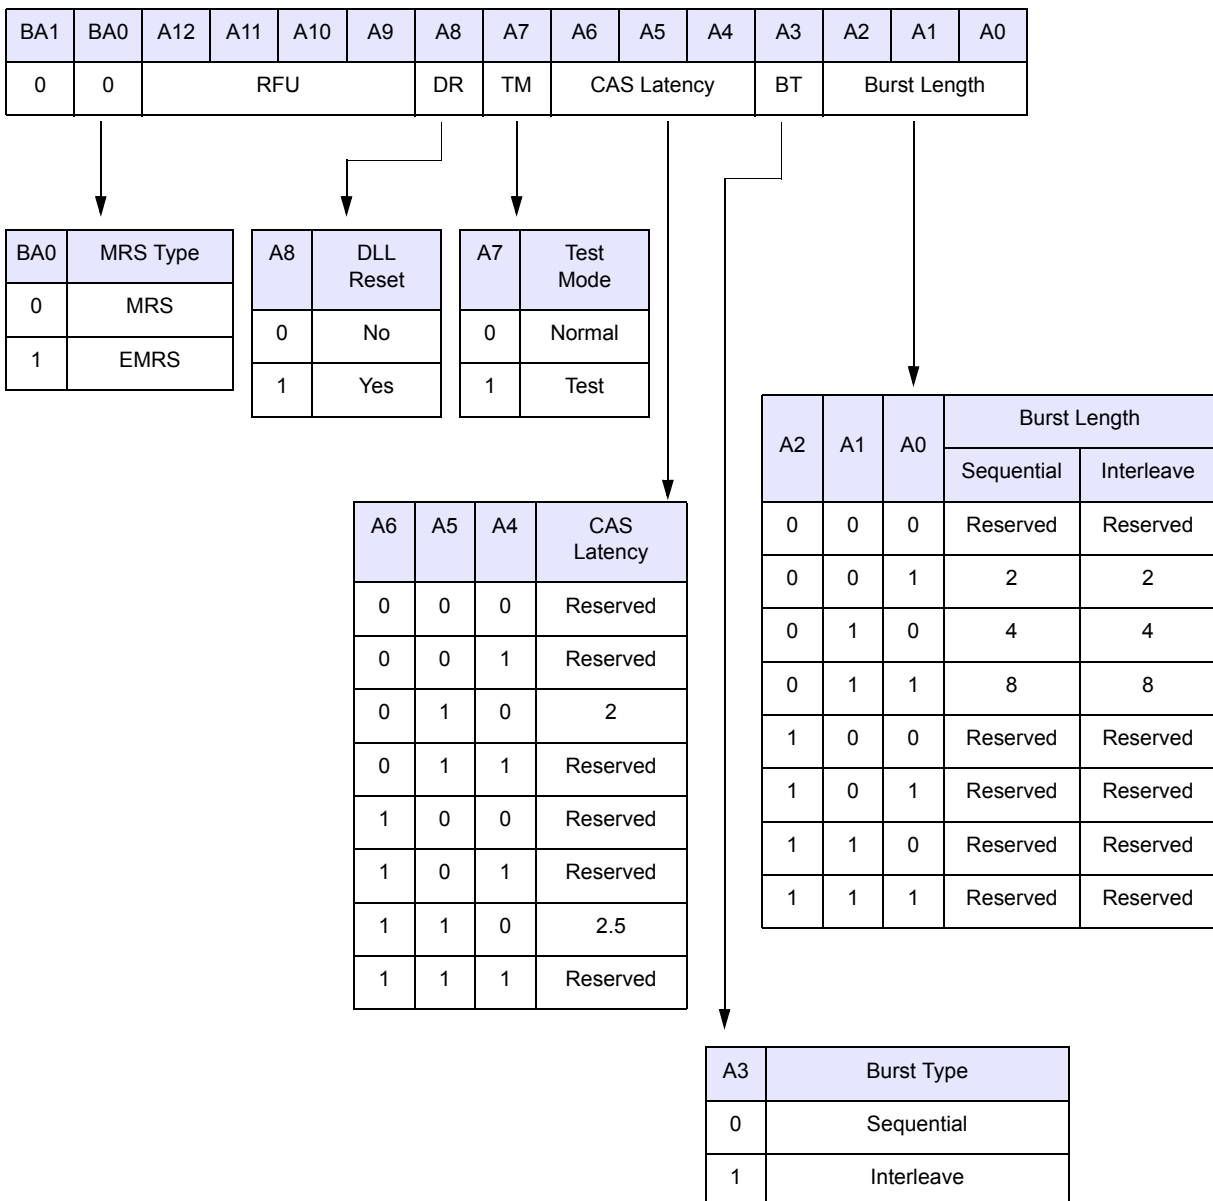 BA1 BA0 A12 A11 A10 A9 A8 A7 A6 A5 A4 A3 A2 A1 A0
0 0 RFU DR TM CAS Latency BT Burst Length
BA0 MRS Type
0 MRS
1 EMRS
A8 DLL
Reset
0 No
1 Yes
A7 Test
Mode
0 Normal
1 Test
A2 A1 A0 Burst Length
Sequential Interleave
0 0 0 Reserved Reserved
0 0 1 2 2
0 1 0 4 4
0 1 1 8 8
1 0 0 Reserved Reserved
1 0 1 Reserved Reserved
1 1 0 Reserved Reserved
1 1 1 Reserved Reserved
A6 A5 A4 CAS
Latency
0 0 0 Reserved
0 0 1 Reserved
0 1 0 2
0 1 1 Reserved
1 0 0 Reserved
1 0 1 Reserved
1 1 0 2.5
1 1 1 Reserved
A3 Burst Type
0 Sequential
1 Interleave